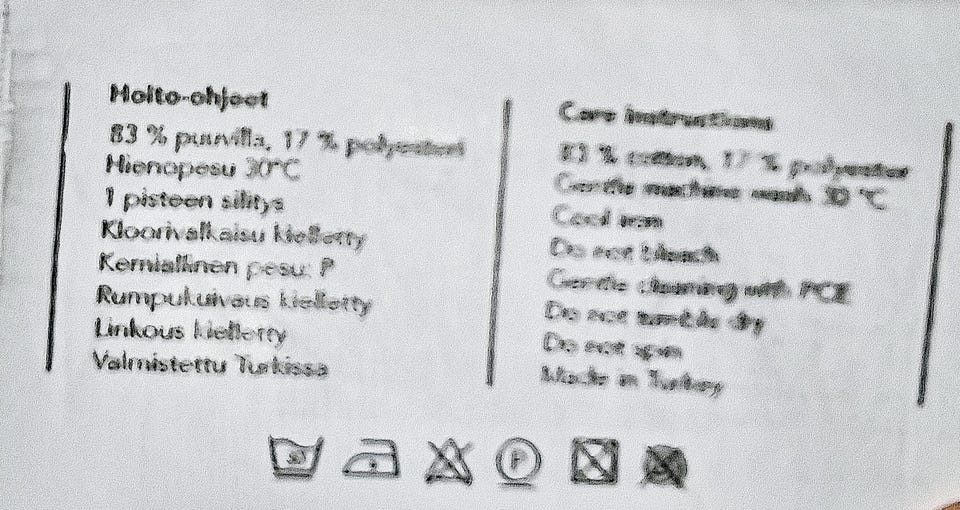 Hoito-ohjeet
83 % puuvilla, 17 % polyesteri
Hienopesu 30°C
1 pisteen silitys
Kloorivalkaisu kielletty
Kemiallinen pesu: P
Rumpukuivaus kielletty
Linkous kielletty
Valmistettu Turkissa
Care instructions
83 % cotton, 17 % polyester
Gentle machine wash 30 °C
Cool iron
Do not bleach
Gentle cleaning with PCE
Do not tumble dry
Do not spin
Made in Turkey
30
P